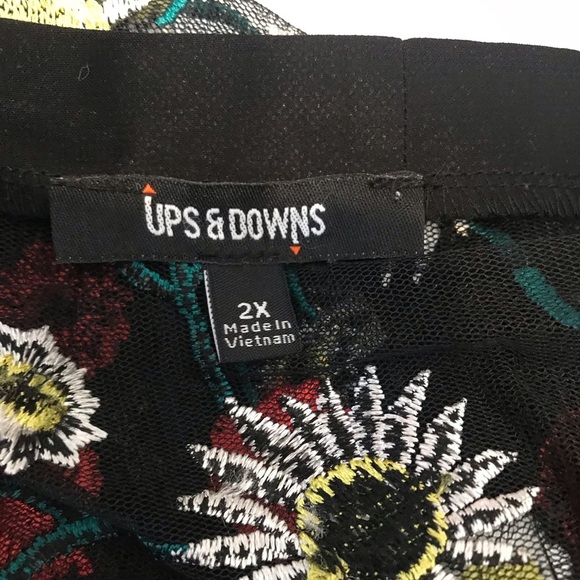 UPS & DOWNS
2X
Made In
Vietnam